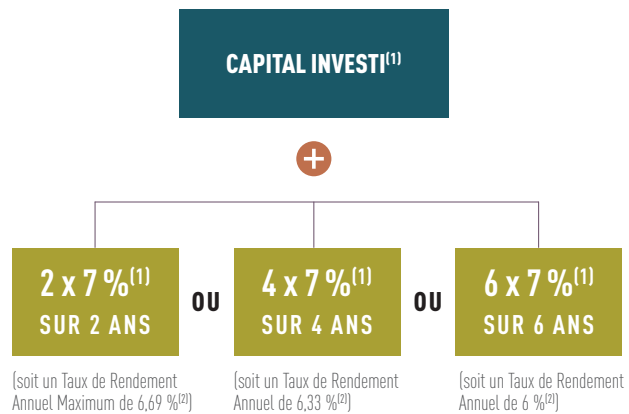 CAPITAL INVESTI(1)
+
2 x 7 %(1)
SUR 2 ANS
OU
4 x 7 %(1)
SUR 4 ANS
OU
6 x 7 %(1)
SUR 6 ANS
(soit un Taux de Rendement
Annuel Maximum de 6,69 %(2))
(soit un Taux de Rendement
Annuel de 6,33 %(2))
(soit un Taux de Rendement
Annuel de 6 %(2))